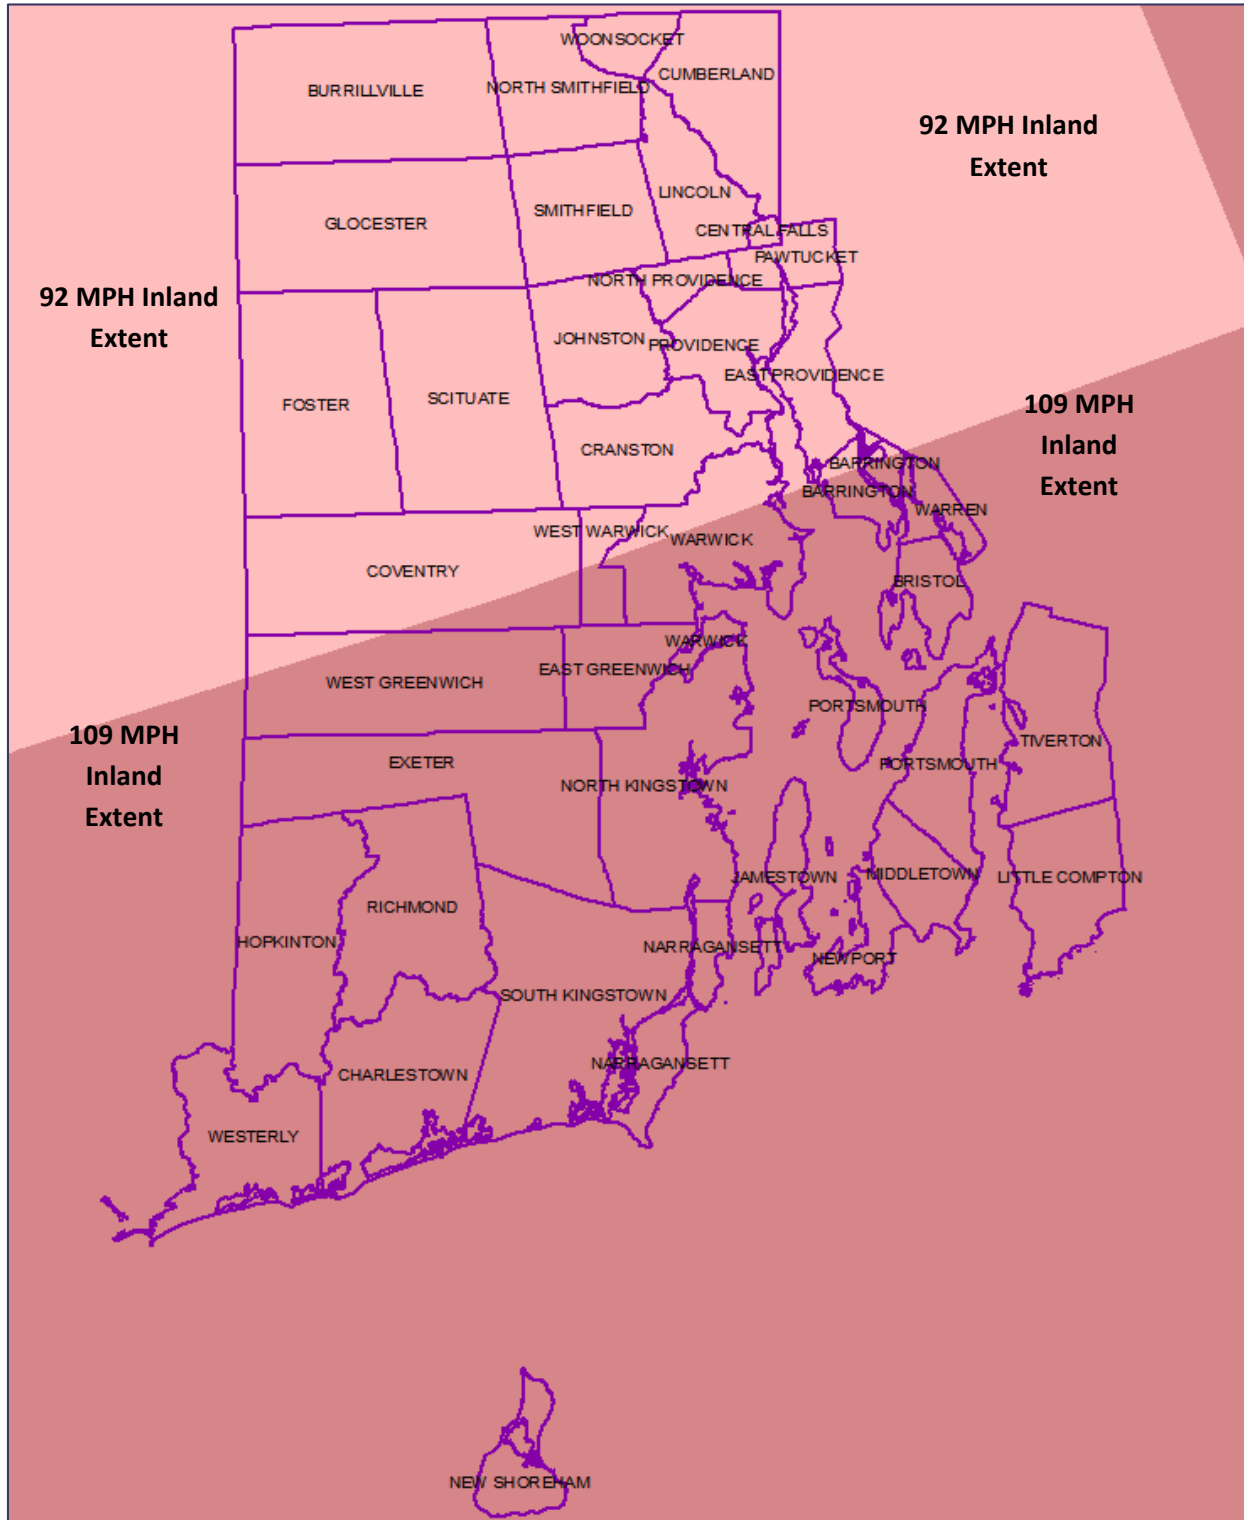 WOONSOCKET
CUMBERLAND
BURRILLVILLE
NORTH SMITHFIELD
92 MPH Inland
Extent
LINCOLN
SMITHFIELD
GLOCESTER
CENTRAL FALLS
PAWTUCKET
NORTH PROVIDENCE
92 MPH Inland
Extent
JOHNSTON
PROVIDENCE
EAST PROVIDENCE
FOSTER
SCITUATE
109 MPH
Inland
Extent
CRANSTON
BARRINGTON
BARRINGTON
WARREN
WEST WARWICK
WARWICK
COVENTRY
BRISTOL
WARWICK
EAST GREENWICH
WEST GREENWICH
PORTSMOUTH
109 MPH
Inland
Extent
TIVERTON
EXETER
PORTSMOUTH
NORTH KINGSTOWN
JAMESTOWN
MIDDLETOWN
LITTLE COMPTON
RICHMOND
HOPKINTON
NARRAGANSETT
NEWPORT
SOUTH KINGSTOWN
NARRAGANSETT
CHARLESTOWN
WESTERLY
NEW SHOREHAM